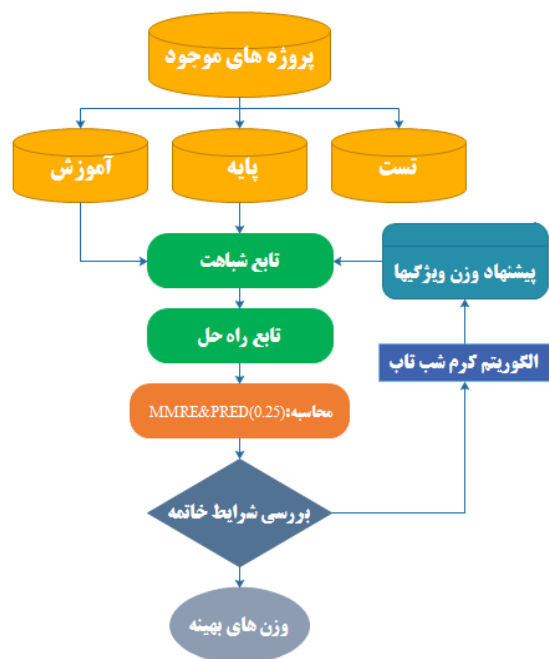 پروژه های موجود
آموزش
پایه
تست
تابع شباهت
پیشنهاد وزن ویژگیها
تابع راه حل
الگوریتم کرم شب تاب
محاسبه:MMRE&PRED(0.25)
بررسی شرایط خاتمه
وزن های بهینه